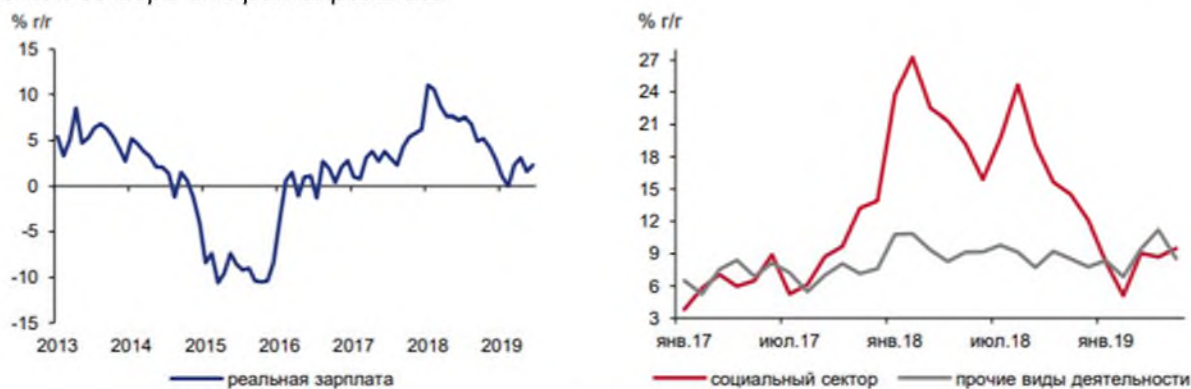 % г/г
15
10
5
0
-5
-10
-15
2013 2014 2015 2016 2017 2018 2019
реальная зарплата
% г/г
27
24
21
18
15
12
9
6
3
янв.17 июл.17 янв.18 июл.18 янв.19
социальный сектор прочие виды деятельности